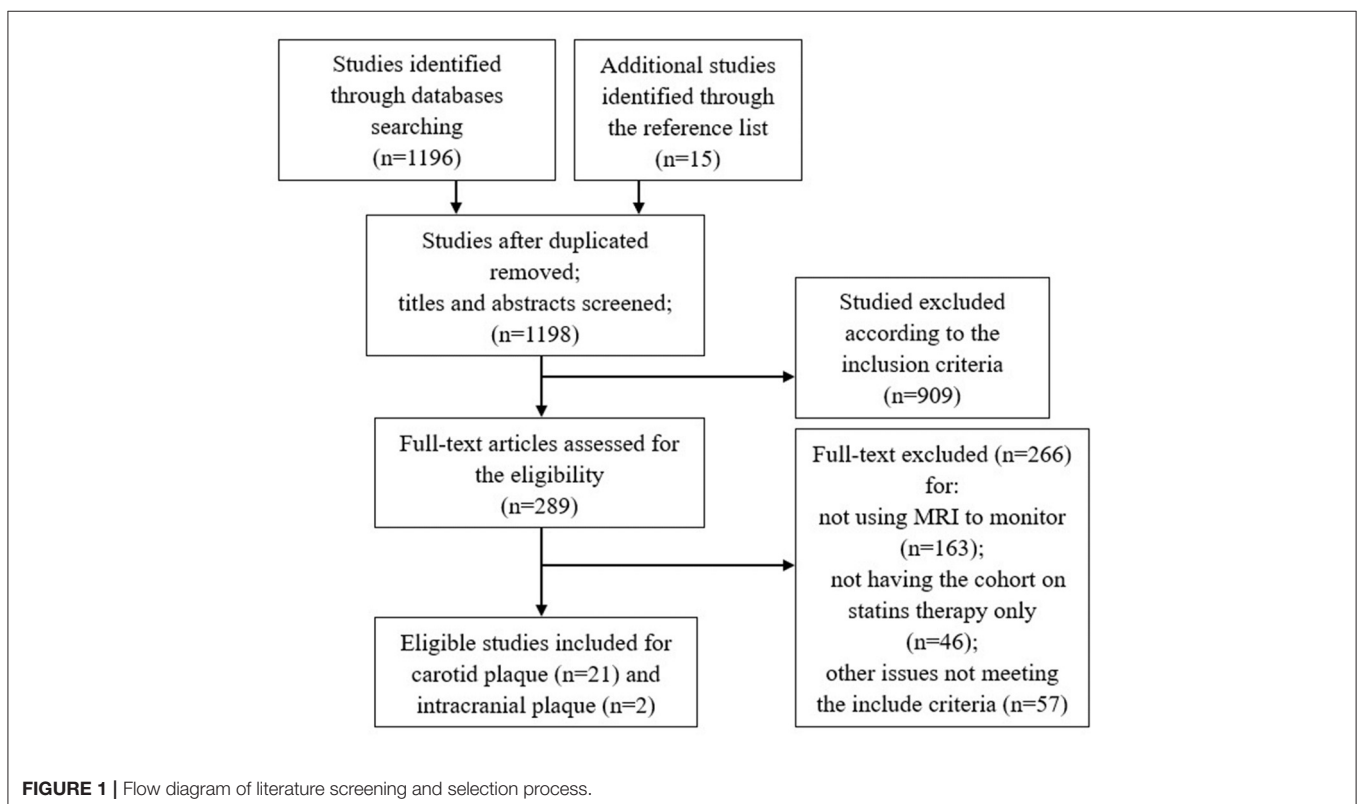 Studies identified
through databases
searching
(n=1196)
Additional studies
identified through
the reference list
(n=15)
Studies after duplicated
removed;
titles and abstracts screened;
(n=1198)
Studied excluded
according to the
inclusion criteria
(n=909)
Full-text articles assessed for
the eligibility
(n=289)
Full-text excluded (n=266)
for:
not using MRI to monitor
(n=163);
not having the cohort on
statins therapy only
(n=46);
other issues not meeting
the include criteria (n=57)
Eligible studies included for
carotid plaque (n=21) and
intracranial plaque (n=2)
FIGURE 1 | Flow diagram of literature screening and selection process.